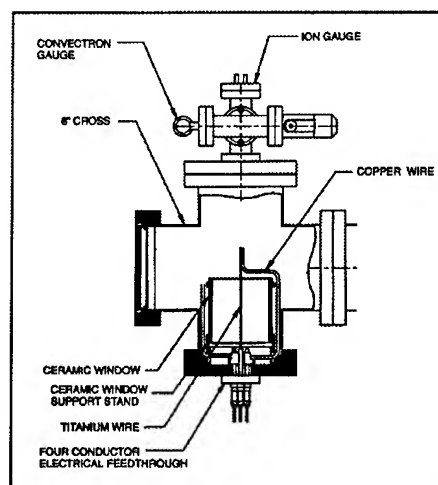 CONVECTRON
GAUGE
ION GAUGE
6" CROSS
COPPER WIRE
CERAMIC WINDOW
CERAMIC WINDOW
SUPPORT STAND
TITANIUM WIRE
FOUR CONDUCTOR
ELECTRICAL FEEDTHROUGH